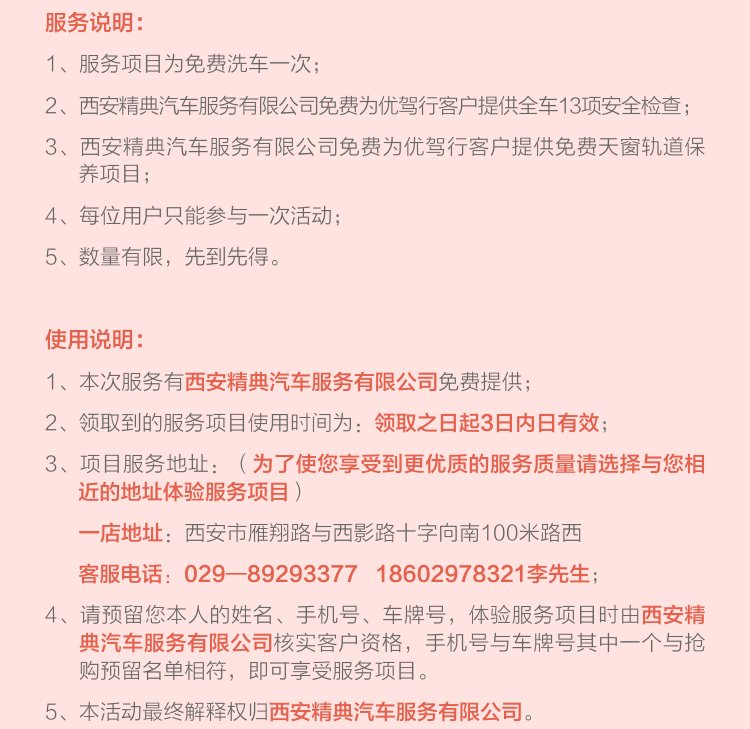 服务说明：
1、服务项目为免费洗车一次；
2、西安精典汽车服务有限公司免费为优驾行客户提供全车13项安全检查；
3、西安精典汽车服务有限公司免费为优驾行客户提供免费天窗轨道保
养项目；
4、每位用户只能参与一次活动；
5、数量有限，先到先得。
使用说明：
1、本次服务有西安精典汽车服务有限公司免费提供；
2、领取到的服务项目使用时间为：领取之日起3日内日有效；
3、项目服务地址：（为了使您享受到更优质的服务质量请选择与您相
近的地址体验服务项目）
一店地址：西安市雁翔路与西影路十字向南100米路西
客服电话：029—89293377 18602978321李先生；
4、请预留您本人的姓名、手机号、车牌号，体验服务项目时由西安精
典汽车服务有限公司核实客户资格，手机号与车牌号其中一个与抢
购预留名单相符，即可享受服务项目。
5、本活动最终解释权归西安精典汽车服务有限公司。